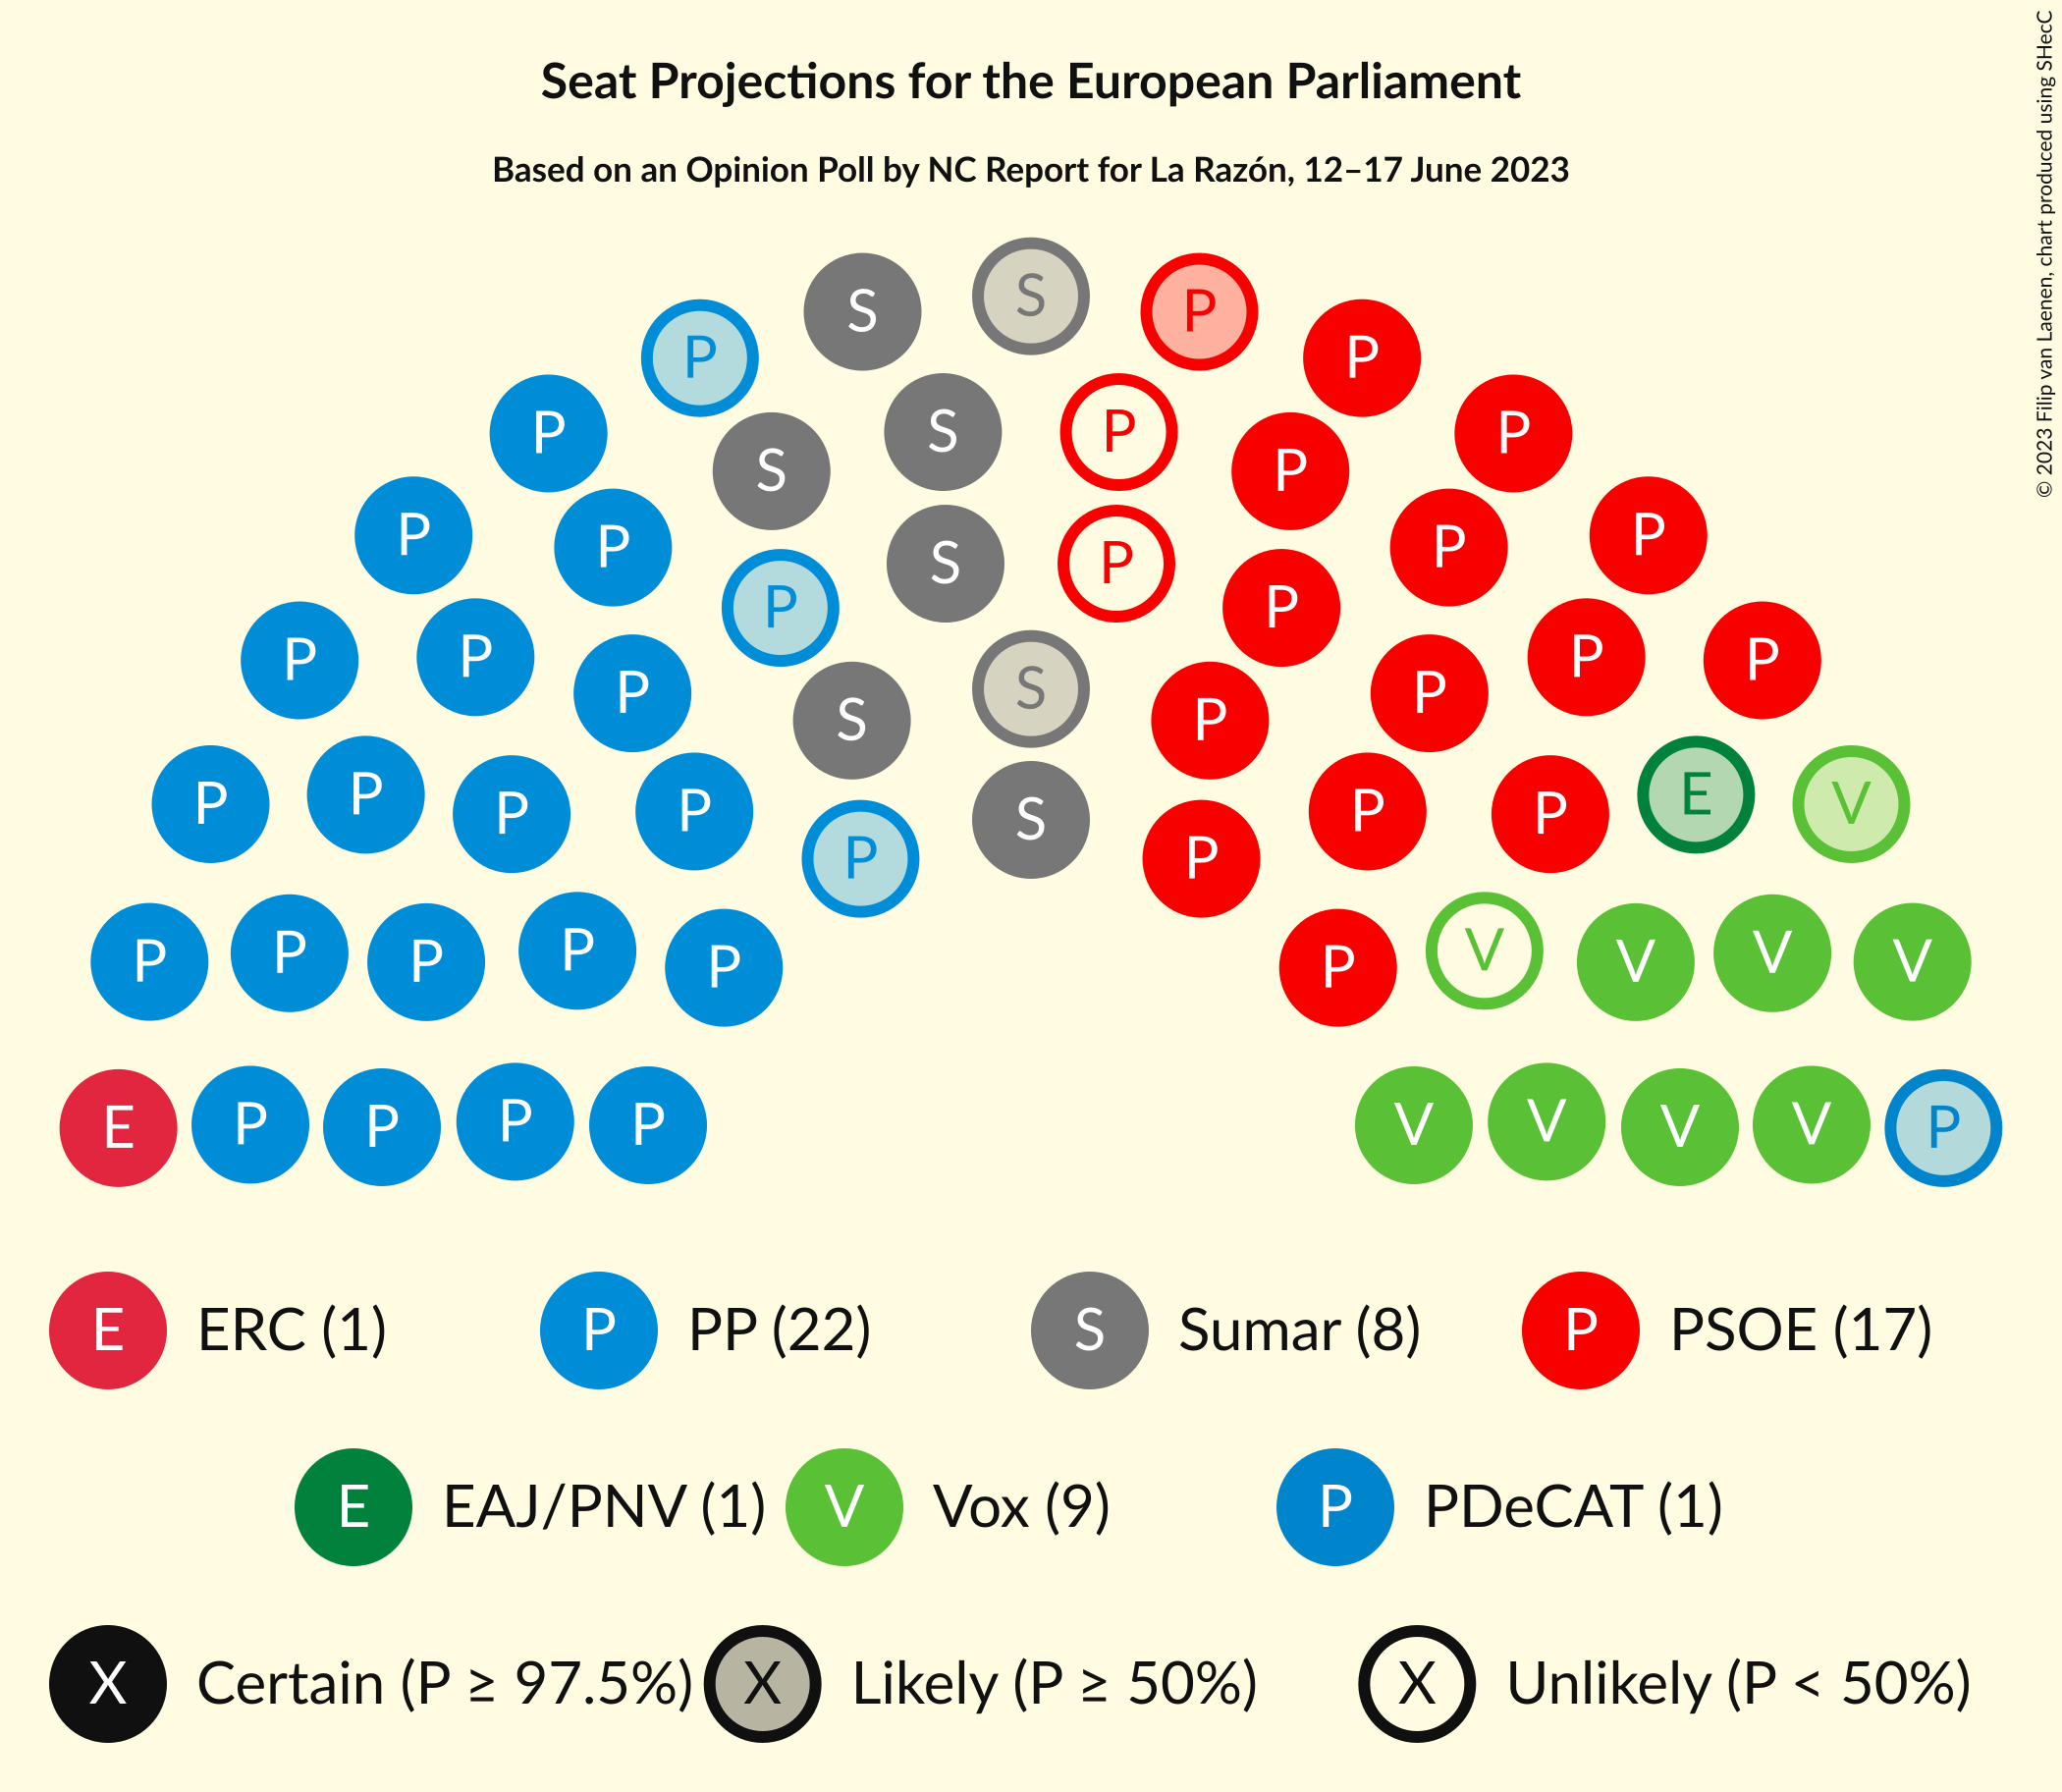 Seat Projections for the European Parliament
Based on an Opinion Poll by NC Report for La Razón, 12–17 June 2023
© 2023 Filip van Laenen, chart produced using SHecC
S
S P
P P
P S P P
S P
P P
P P
S P
P P P
P P
P S P
P P
S P
P P P P
P E V
P P
P S P
P P P P P P V V V V
E P P P P V V V V P
E ERC (1) P PP (22) S Sumar (8) P PSOE (17)
E EAJ/PNV (1) V Vox (9) P PDeCAT (1)
X Certain (P ≥ 97.5%) X Likely (P ≥ 50%) X Unlikely (P < 50%)